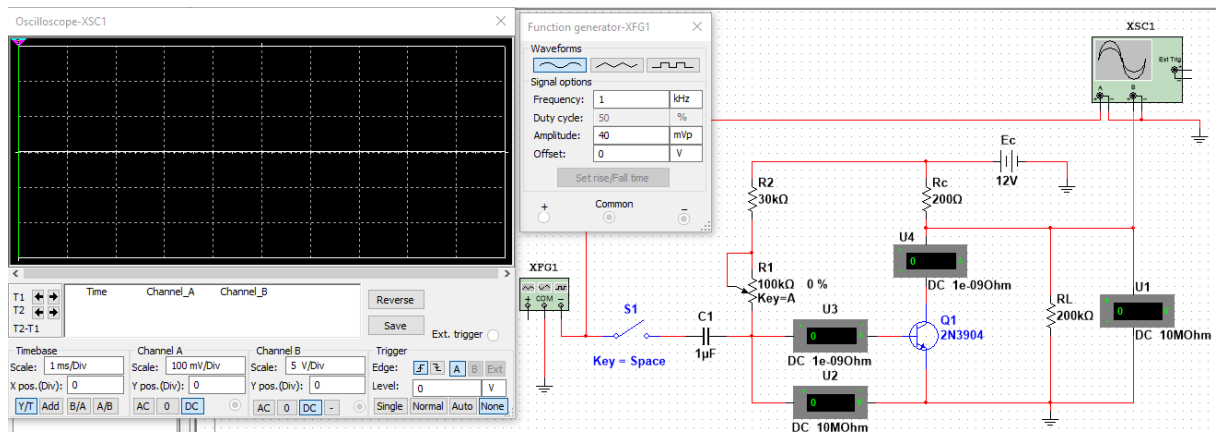 Oscilloscope-XSC1
Time Channel_A Channel_B
T1
T2
T2-T1
Reverse
Save
Ext. trigger
Timebase
Scale: 1 ms/Div
X pos.(Div): 0
Y/T Add B/A A/B
Channel A
Scale: 100 mV/Div
Y pos.(Div): 0
AC 0 DC
Channel B
Scale: 5 V/Div
Y pos.(Div): 0
AC 0 DC -
Trigger
Edge: A B Ext
Level: 0 V
Single Normal Auto None
Function generator-XFG1
Waveforms
Signal options
Frequency: 1 kHz
Duty cycle: 50 %
Amplitude: 40 mVp
Offset: 0 V
Set rise/Fall time
+ Common -
XSC1
Ext Trig
A B
Ec
12V
R2
30kΩ
Rc
200Ω
U4
0
DC 1e-09Ohm
XFG1
+ COM -
R1
100kΩ 0 %
Key=A
S1
Key = Space
C1
1µF
U3
0
DC 1e-09Ohm
Q1
2N3904
RL
200kΩ
U1
0
DC 10MOhm
U2
0
DC 10MOhm